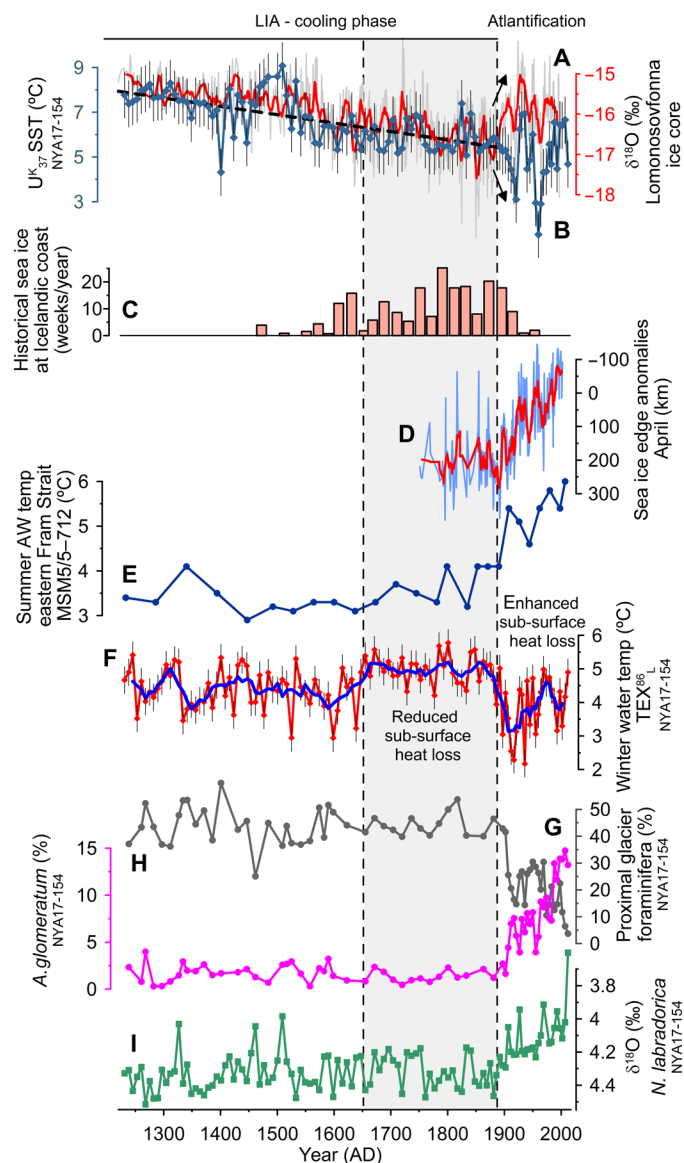 LIA - cooling phase
Atlantification
A
9
7
5
3
Uᴷ₃₇ SST (ºC)
NYA17-154
−15
−16
−17
−18
δ¹⁸O (‰)
Lomonosovfonna
ice core
B
C
20
10
0
Historical sea ice
at Icelandic coast
(weeks/year)
D
−100
0
100
200
300
Sea ice edge anomalies
April (km)
E
6
5
4
3
Summer AW temp
eastern Fram Strait
MSM5/5–712 (ºC)
Enhanced
sub-surface
heat loss
F
6
5
4
3
2
Winter water temp (ºC)
TEX⁸⁶L
NYA17-154
Reduced
sub-surface
heat loss
G
50
40
30
20
10
0
Proximal glacier
foraminifera (%)
NYA17-154
H
15
10
5
0
A.glomeratum (%)
NYA17-154
I
3.8
4
4.2
4.4
δ¹⁸O (‰)
N. labradorica
NYA17-154
1300 1400 1500 1600 1700 1800 1900 2000
Year (AD)